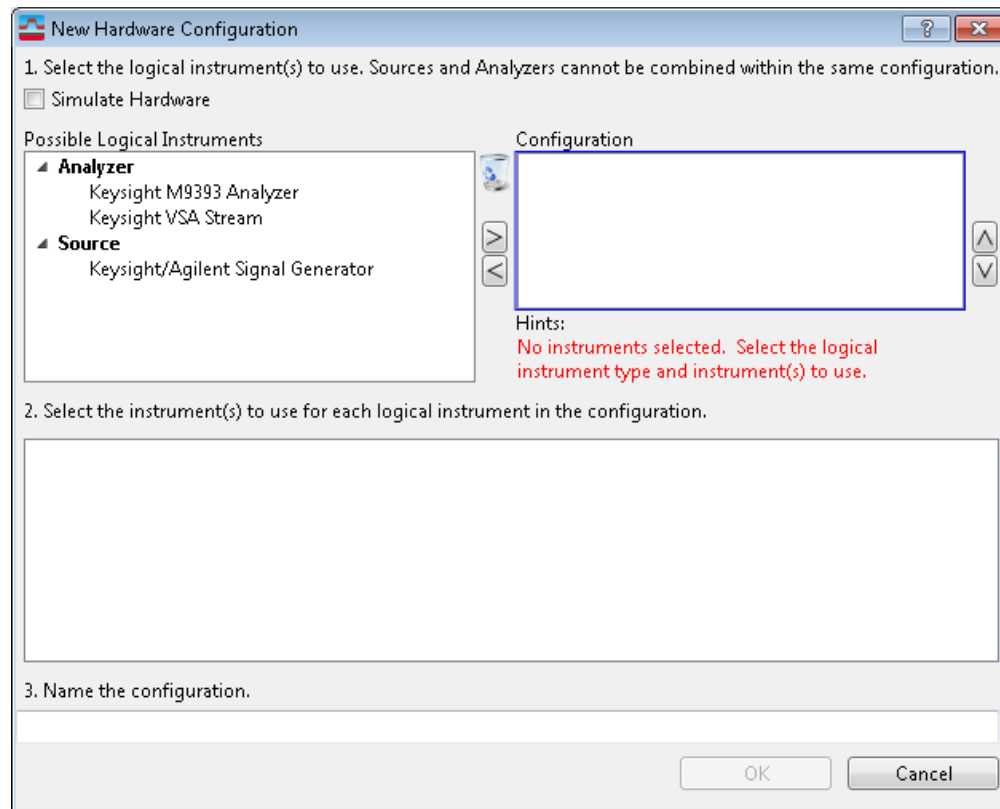 New Hardware Configuration
?
1. Select the logical instrument(s) to use. Sources and Analyzers cannot be combined within the same configuration.
Simulate Hardware
Possible Logical Instruments
Analyzer
Keysight M9393 Analyzer
Keysight VSA Stream
Source
Keysight/Agilent Signal Generator
>
<
Configuration
Hints:
No instruments selected. Select the logical
instrument type and instrument(s) to use.
2. Select the instrument(s) to use for each logical instrument in the configuration.
3. Name the configuration.
OK
Cancel